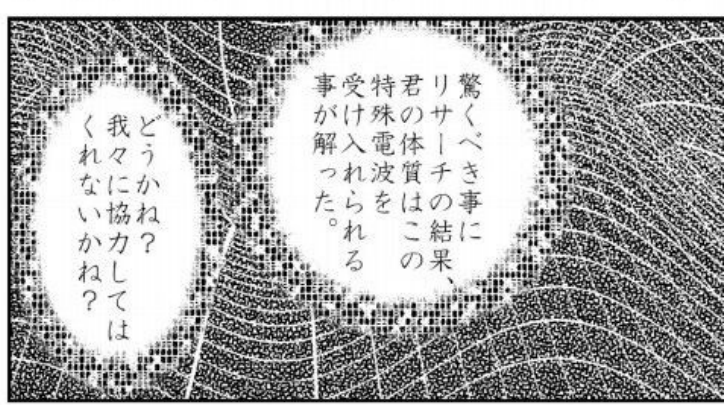 驚くべき事に
リサーチの結果、
君の体質はこの
特殊電波を
受け入れられる
事が解った。
どうかね?
我々に協力しては
くれないかね?